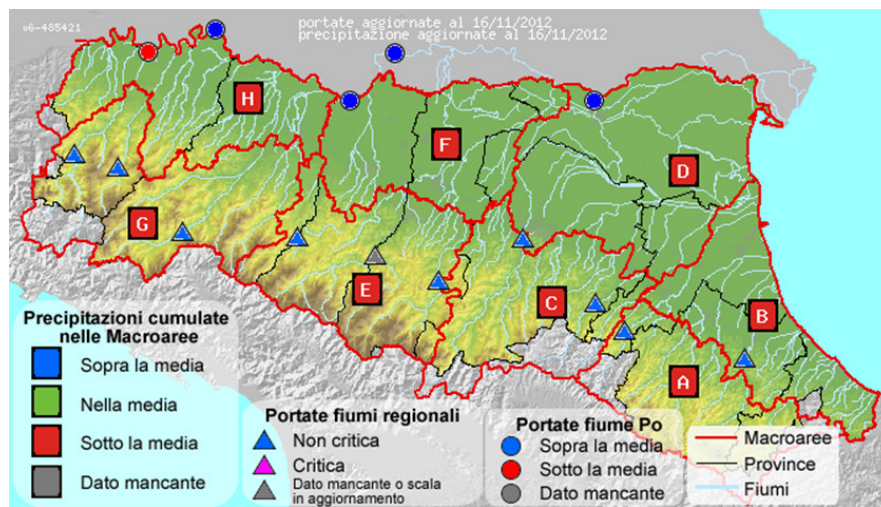 v6-485421
portate aggiornate al 16/11/2012
precipitazione aggiornate al 16/11/2012
H
F
D
G
E
C
B
A
Precipitazioni cumulate
nelle Macroaree
Sopra la media
Nella media
Sotto la media
Dato mancante
Portate fiumi regionali
Non critica
Critica
Dato mancante o scala
in aggiornamento
Portate fiume Po
Sopra la media
Sotto la media
Dato mancante
Macroaree
Province
Fiumi